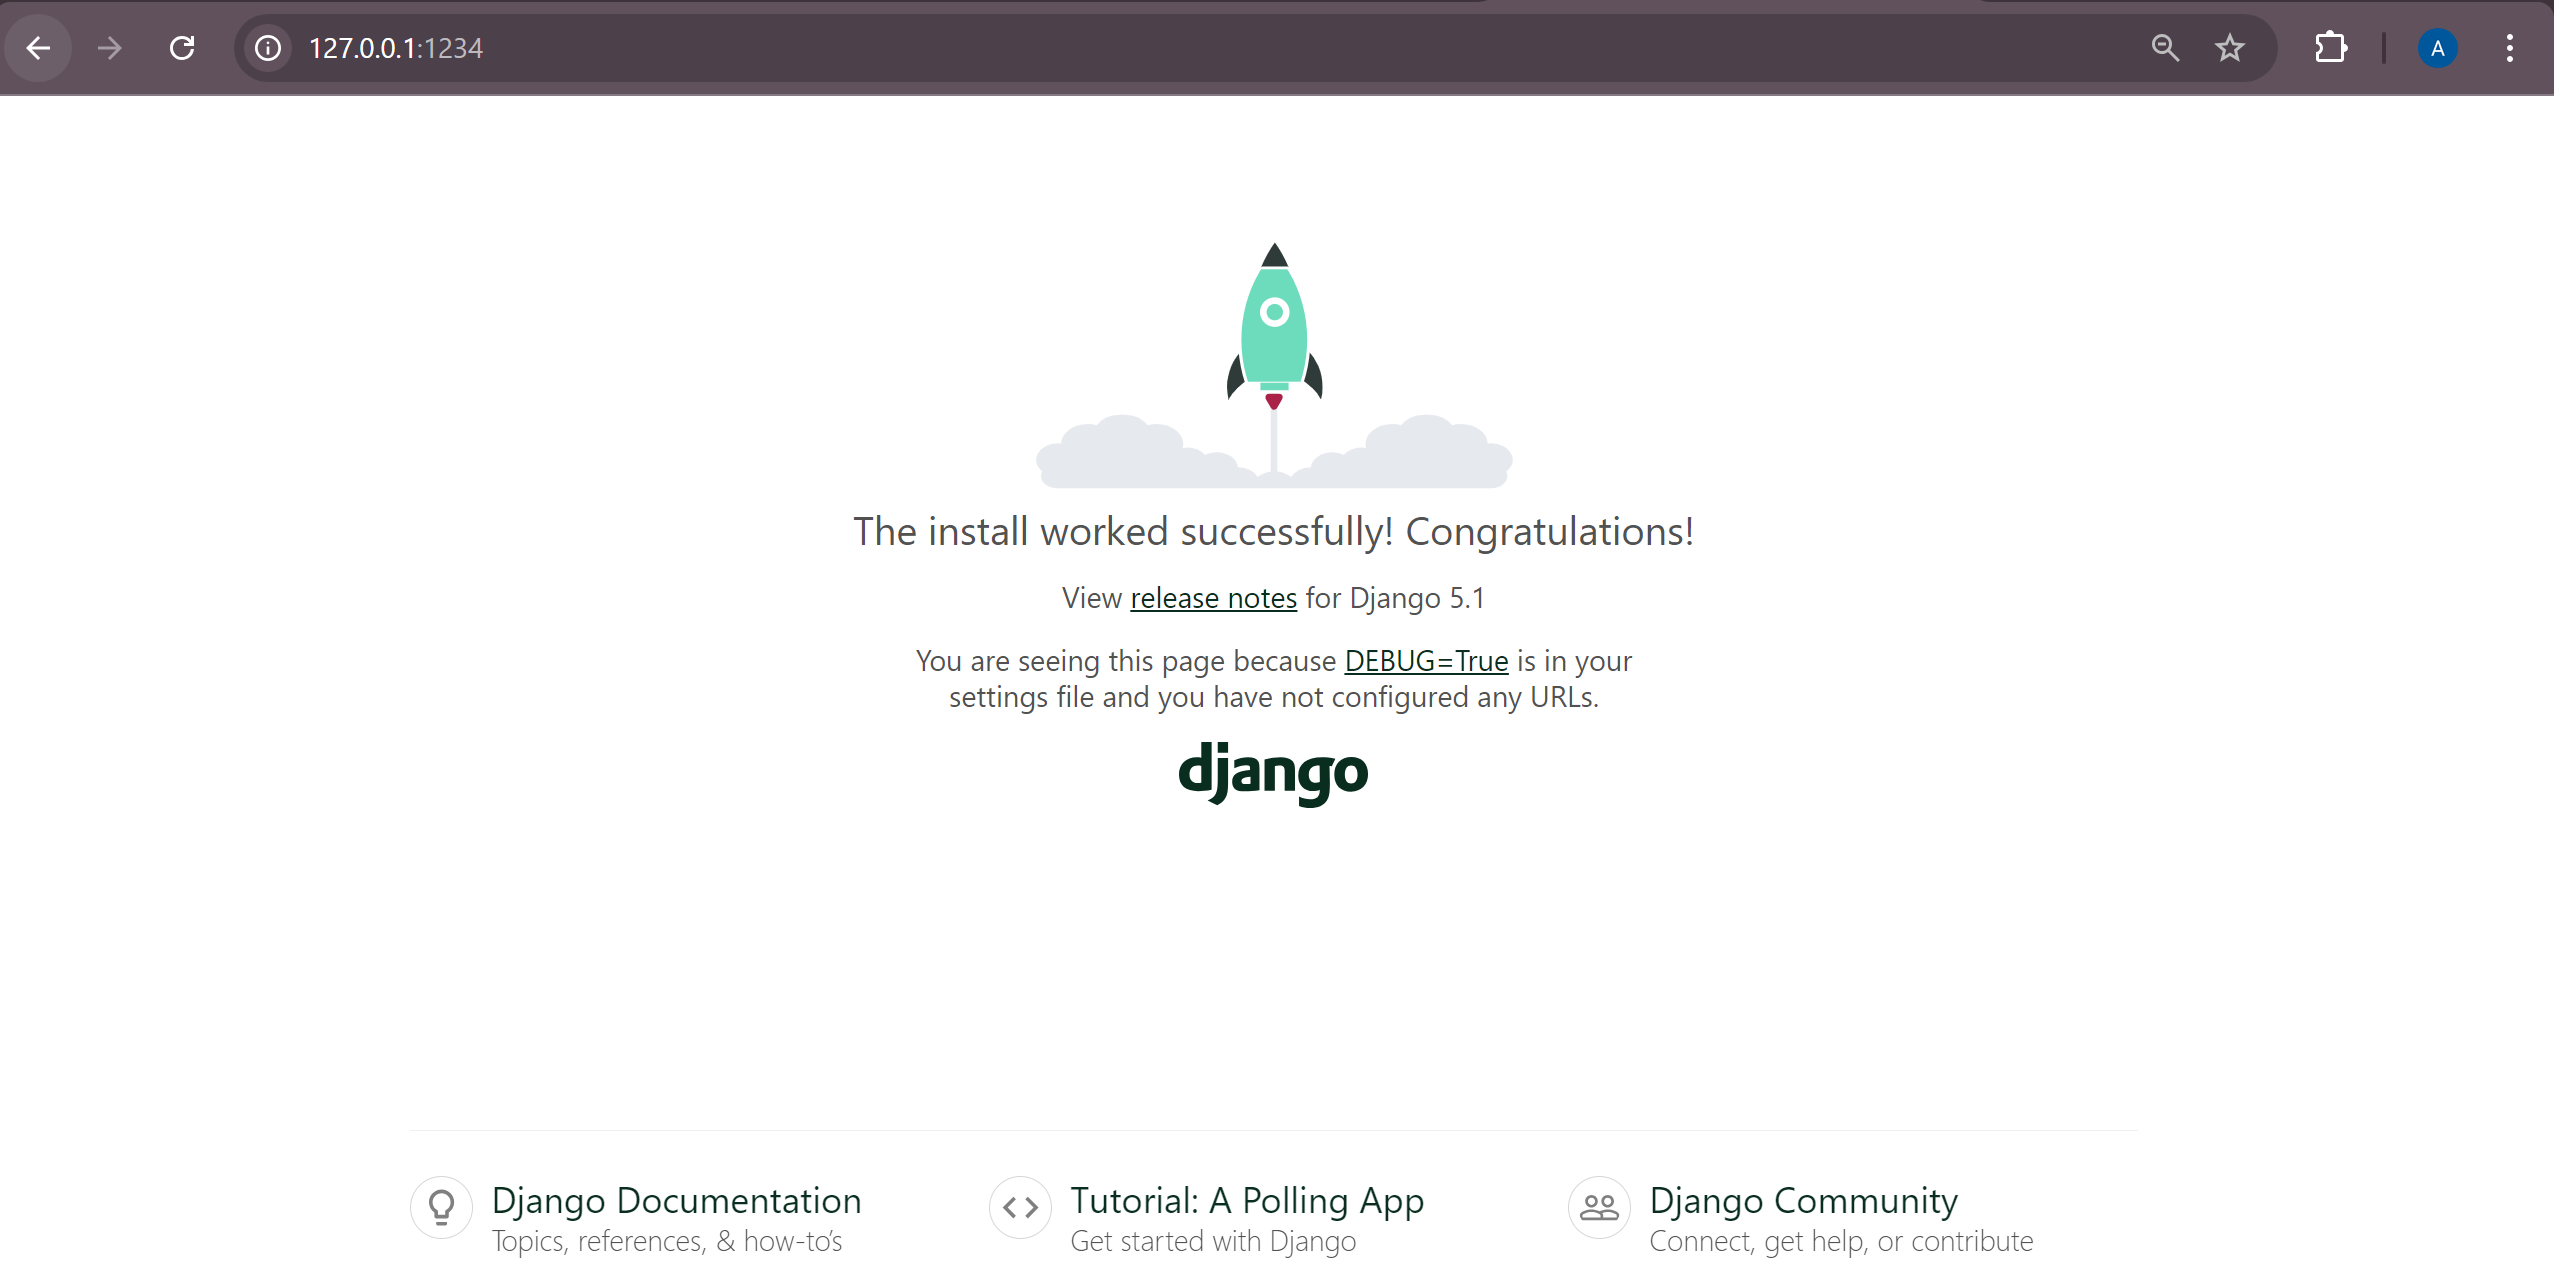 127.0.0.1:1234
A
The install worked successfully! Congratulations!
View release notes for Django 5.1
You are seeing this page because DEBUG=True is in your
settings file and you have not configured any URLs.
django
Django Documentation
Topics, references, & how-to’s
Tutorial: A Polling App
Get started with Django
Django Community
Connect, get help, or contribute